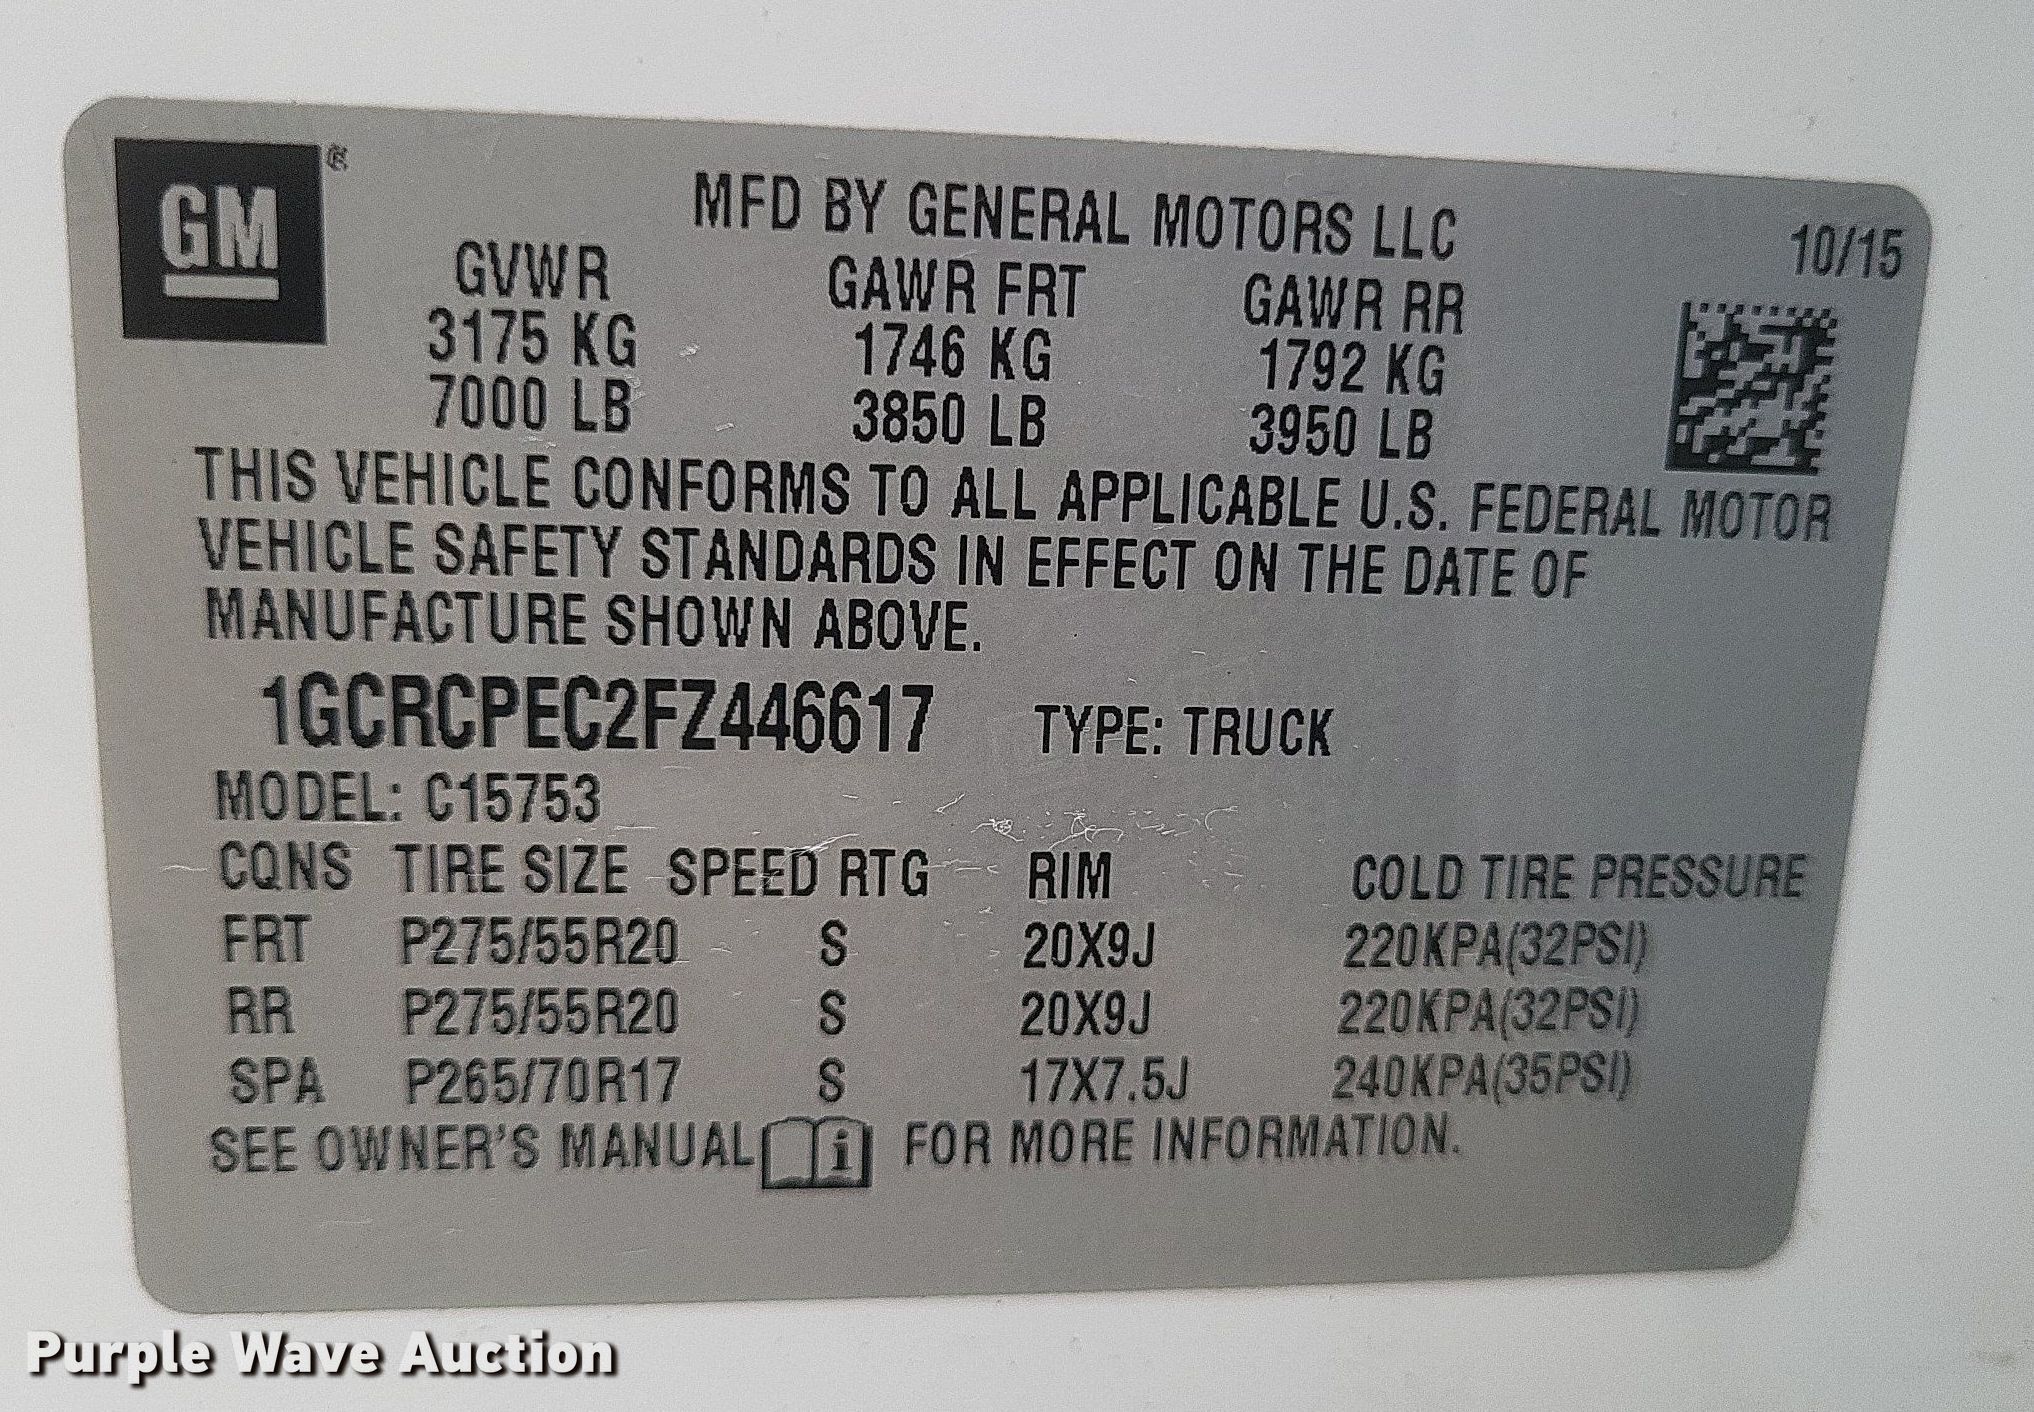 GM ®
MFD BY GENERAL MOTORS LLC
10/15
GVWR GAWR FRT GAWR RR
3175 KG 1746 KG 1792 KG
7000 LB 3850 LB 3950 LB
THIS VEHICLE CONFORMS TO ALL APPLICABLE U.S. FEDERAL MOTOR
VEHICLE SAFETY STANDARDS IN EFFECT ON THE DATE OF
MANUFACTURE SHOWN ABOVE.
1GCRCPEC2FZ446617 TYPE: TRUCK
MODEL: C15753
CQNS TIRE SIZE SPEED RTG RIM COLD TIRE PRESSURE
FRT P275/55R20 S 20X9J 220KPA(32PSI)
RR P275/55R20 S 20X9J 220KPA(32PSI)
SPA P265/70R17 S 17X7.5J 240KPA(35PSI)
SEE OWNER'S MANUAL i FOR MORE INFORMATION.
Purple Wave Auction